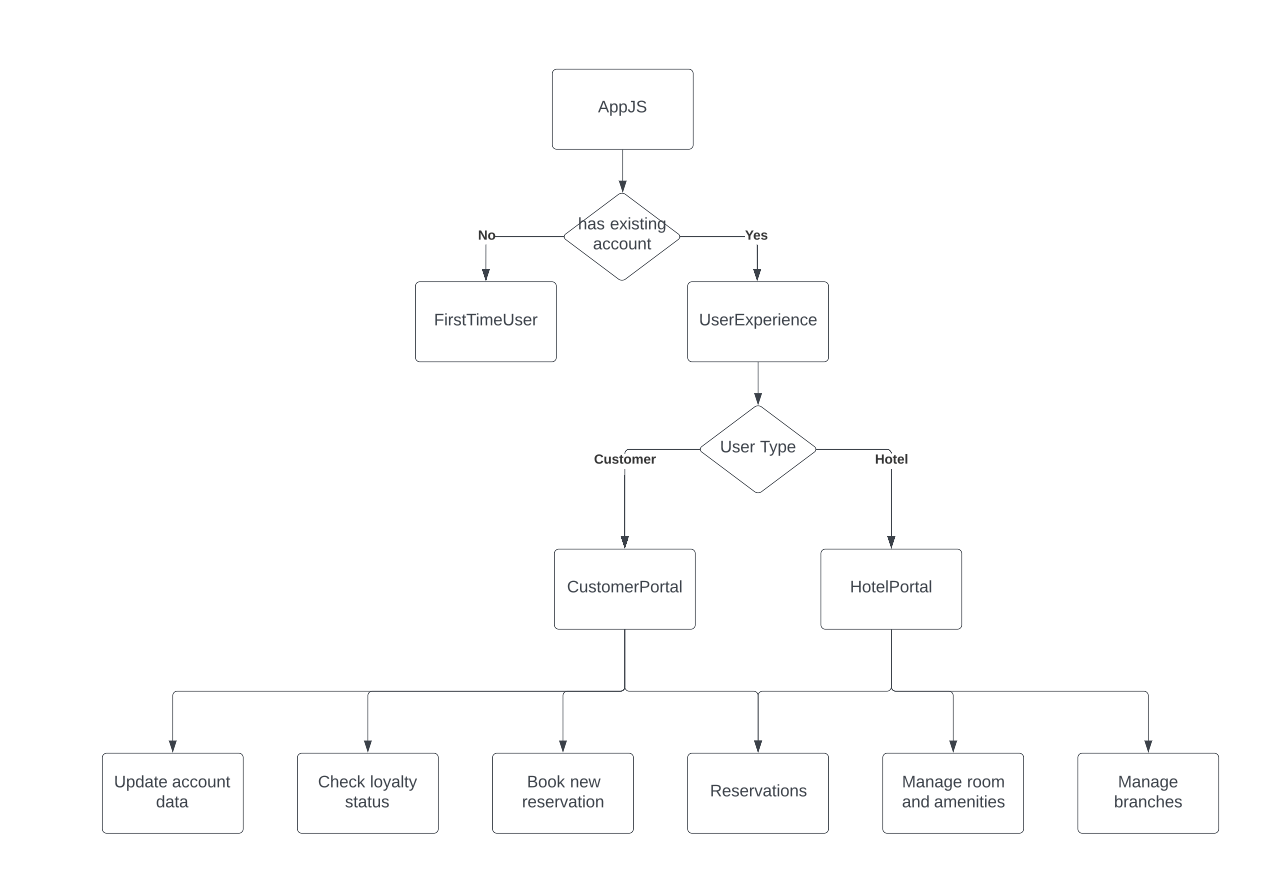 AppJS
has existing
account
No
Yes
FirstTimeUser
UserExperience
User Type
Customer
Hotel
CustomerPortal
HotelPortal
Update account
data
Check loyalty
status
Book new
reservation
Reservations
Manage room
and amenities
Manage
branches